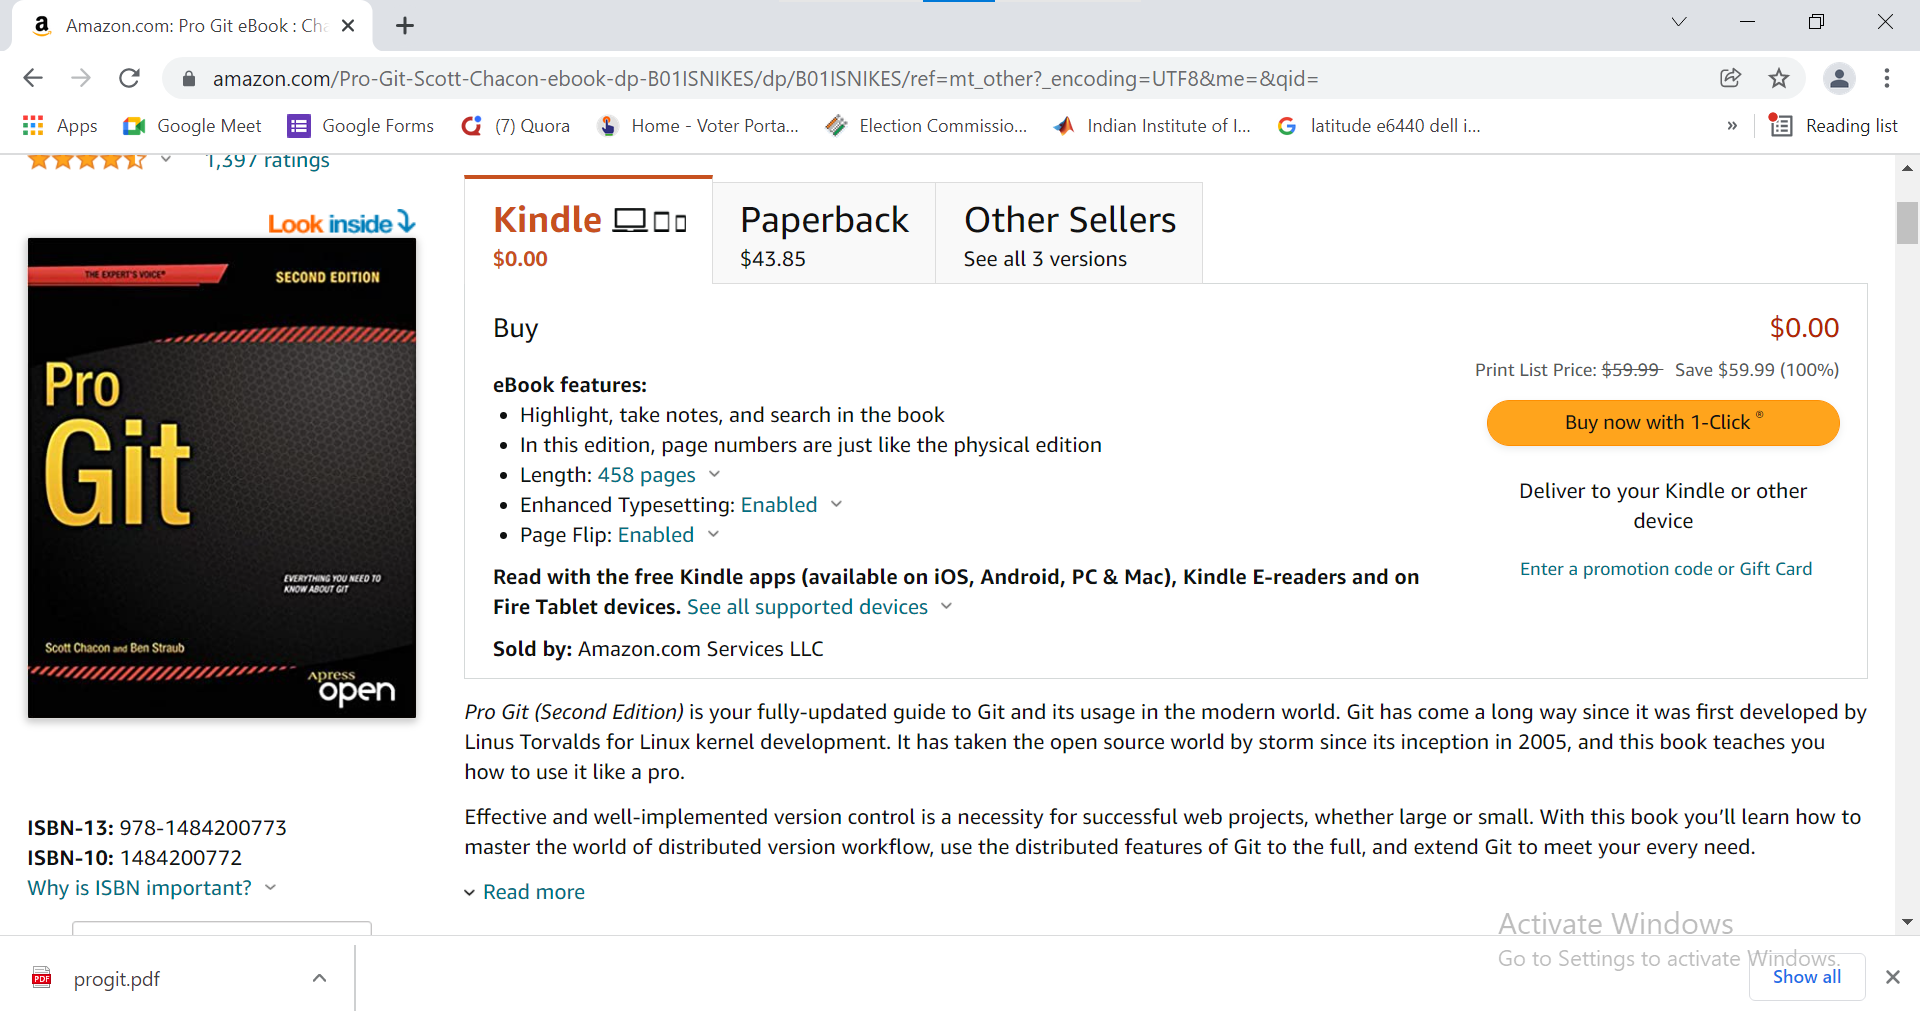 Amazon.com: Pro Git eBook : Cha
amazon.com/Pro-Git-Scott-Chacon-ebook-dp-B01ISNIKES/dp/B01ISNIKES/ref=mt_other?_encoding=UTF8&me=&qid=
Apps Google Meet Google Forms (7) Quora Home - Voter Porta... Election Commissio... Indian Institute of I... latitude e6440 dell i... » Reading list
1,397 ratings
Look inside
THE EXPERT'S VOICE®
SECOND EDITION
Pro
Git
EVERYTHING YOU NEED TO
KNOW ABOUT GIT
Scott Chacon and Ben Straub
Apress
open
ISBN-13: 978-1484200773
ISBN-10: 1484200772
Why is ISBN important?
Kindle
$0.00
Paperback
$43.85
Other Sellers
See all 3 versions
Buy
$0.00
Print List Price: $59.99 Save $59.99 (100%)
Buy now with 1-Click ®
Deliver to your Kindle or other
device
Enter a promotion code or Gift Card
eBook features:
• Highlight, take notes, and search in the book
• In this edition, page numbers are just like the physical edition
• Length: 458 pages
• Enhanced Typesetting: Enabled
• Page Flip: Enabled
Read with the free Kindle apps (available on iOS, Android, PC & Mac), Kindle E-readers and on
Fire Tablet devices. See all supported devices
Sold by: Amazon.com Services LLC
Pro Git (Second Edition) is your fully-updated guide to Git and its usage in the modern world. Git has come a long way since it was first developed by
Linus Torvalds for Linux kernel development. It has taken the open source world by storm since its inception in 2005, and this book teaches you
how to use it like a pro.
Effective and well-implemented version control is a necessity for successful web projects, whether large or small. With this book you’ll learn how to
master the world of distributed version workflow, use the distributed features of Git to the full, and extend Git to meet your every need.
Read more
Activate Windows
Go to Settings to activate Windows.
progit.pdf
Show all